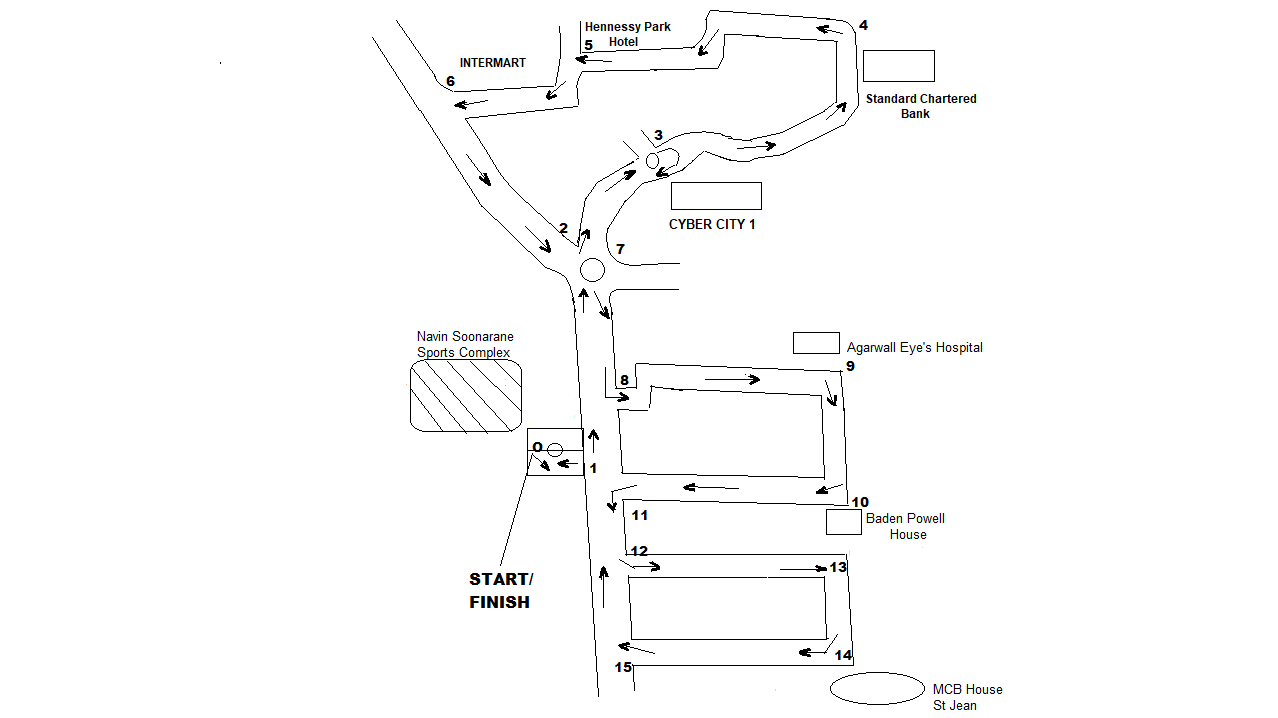 Hennessy Park
Hotel
4
5
INTERMART
6
Standard Chartered
Bank
3
CYBER CITY 1
2
7
Navin Soonarane
Sports Complex
Agarwall Eye's Hospital
9
8
0
1
10
11
Baden Powell
House
12
13
START/
FINISH
14
15
MCB House
St Jean